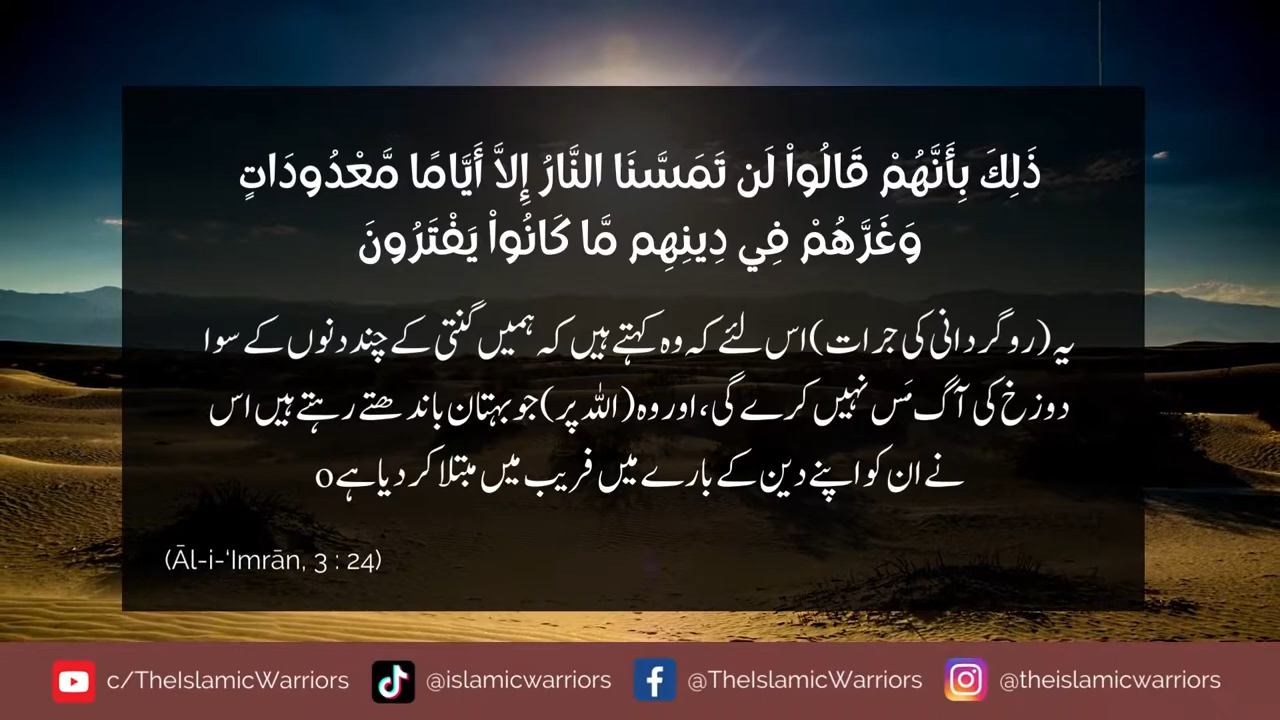 ذَلِكَ بِأَنَّهُمْ قَالُواْ لَن تَمَسَّنَا النَّارُ إِلاَّ أَيَّامًا مَّعْدُودَاتٍ
وَغَرَّهُمْ فِي دِينِهِم مَّا كَانُواْ يَفْتَرُونَ
یہ (روگردانی کی جرات) اس لئے کہ وہ کہتے ہیں کہ ہمیں گنتی کے چند دنوں کے سوا
دوزخ کی آگ مَس نہیں کرے گی، اور وہ (اللہ پر) جو بہتان باندھتے رہتے ہیں اس
نے ان کو اپنے دین کے بارے میں فریب میں مبتلا کر دیا ہے o
(Āl-i-‘Imrān, 3 : 24)
c/TheIslamicWarriors @islamicwarriors @TheIslamicWarriors @theislamicwarriors